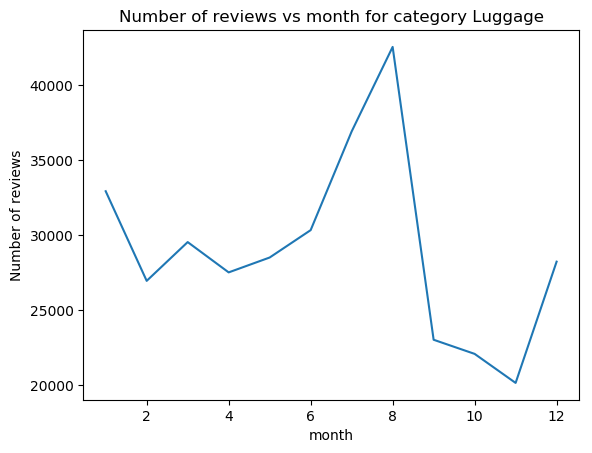 Number of reviews vs month for category Luggage
40000
35000
30000
25000
20000
Number of reviews
2 4 6 8 10 12
month